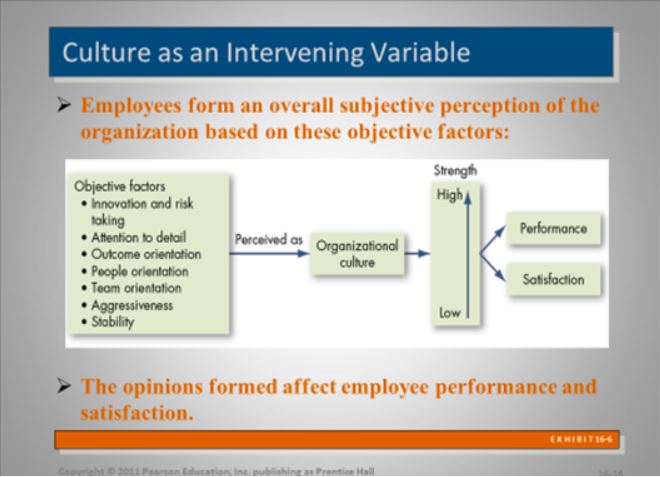 Culture as an Intervening Variable
➢ Employees form an overall subjective perception of the
organization based on these objective factors:
Objective factors
• Innovation and risk
taking
• Attention to detail
• Outcome orientation
• People orientation
• Team orientation
• Aggressiveness
• Stability
Perceived as
Organizational
culture
Strength
High
Low
Performance
Satisfaction
➢ The opinions formed affect employee performance and
satisfaction.
EXHIBIT 16-6
Copyright © 2011 Pearson Education, Inc. publishing as Prentice Hall
16-18